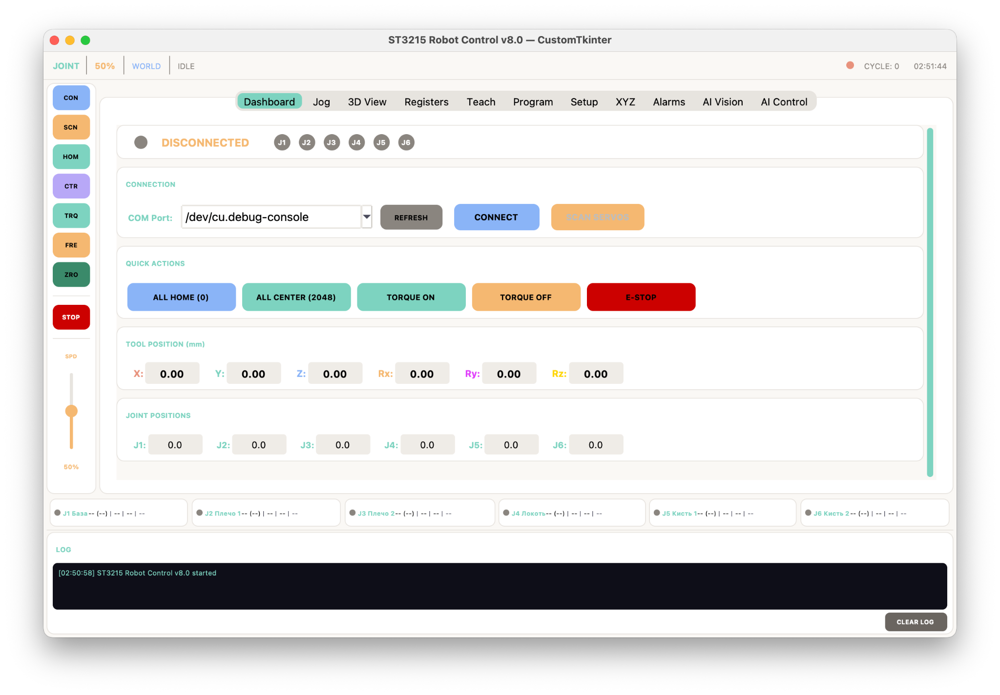 ST3215 Robot Control v8.0 — CustomTkinter
JOINT 50% WORLD IDLE CYCLE: 0 02:51:44
CON
SCN
HOM
CTR
TRQ
FRE
ZRO
STOP
SPD
50%
Dashboard Jog 3D View Registers Teach Program Setup XYZ Alarms AI Vision AI Control
DISCONNECTED J1 J2 J3 J4 J5 J6
CONNECTION
COM Port: /dev/cu.debug-console REFRESH CONNECT SCAN SERVOS
QUICK ACTIONS
ALL HOME (0) ALL CENTER (2048) TORQUE ON TORQUE OFF E-STOP
TOOL POSITION (mm)
X: 0.00 Y: 0.00 Z: 0.00 Rx: 0.00 Ry: 0.00 Rz: 0.00
JOINT POSITIONS
J1: 0.0 J2: 0.0 J3: 0.0 J4: 0.0 J5: 0.0 J6: 0.0
J1 База -- (--) | -- | -- | -- J2 Плечо 1 -- (--) | -- | -- | -- J3 Плечо 2 -- (--) | -- | -- | -- J4 Локоть -- (--) | -- | -- | -- J5 Кисть 1 -- (--) | -- | -- | -- J6 Кисть 2 -- (--) | -- | -- | --
LOG
[02:50:58] ST3215 Robot Control v8.0 started
CLEAR LOG